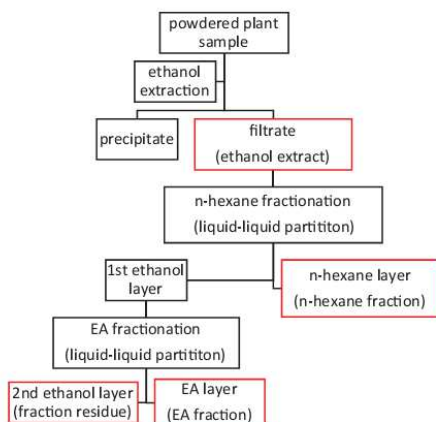 powdered plant
sample
ethanol
extraction
precipitate
filtrate
(ethanol extract)
n-hexane fractionation
(liquid-liquid partititon)
1st ethanol
layer
n-hexane layer
(n-hexane fraction)
EA fractionation
(liquid-liquid partititon)
2nd ethanol layer
(fraction residue)
EA layer
(EA fraction)